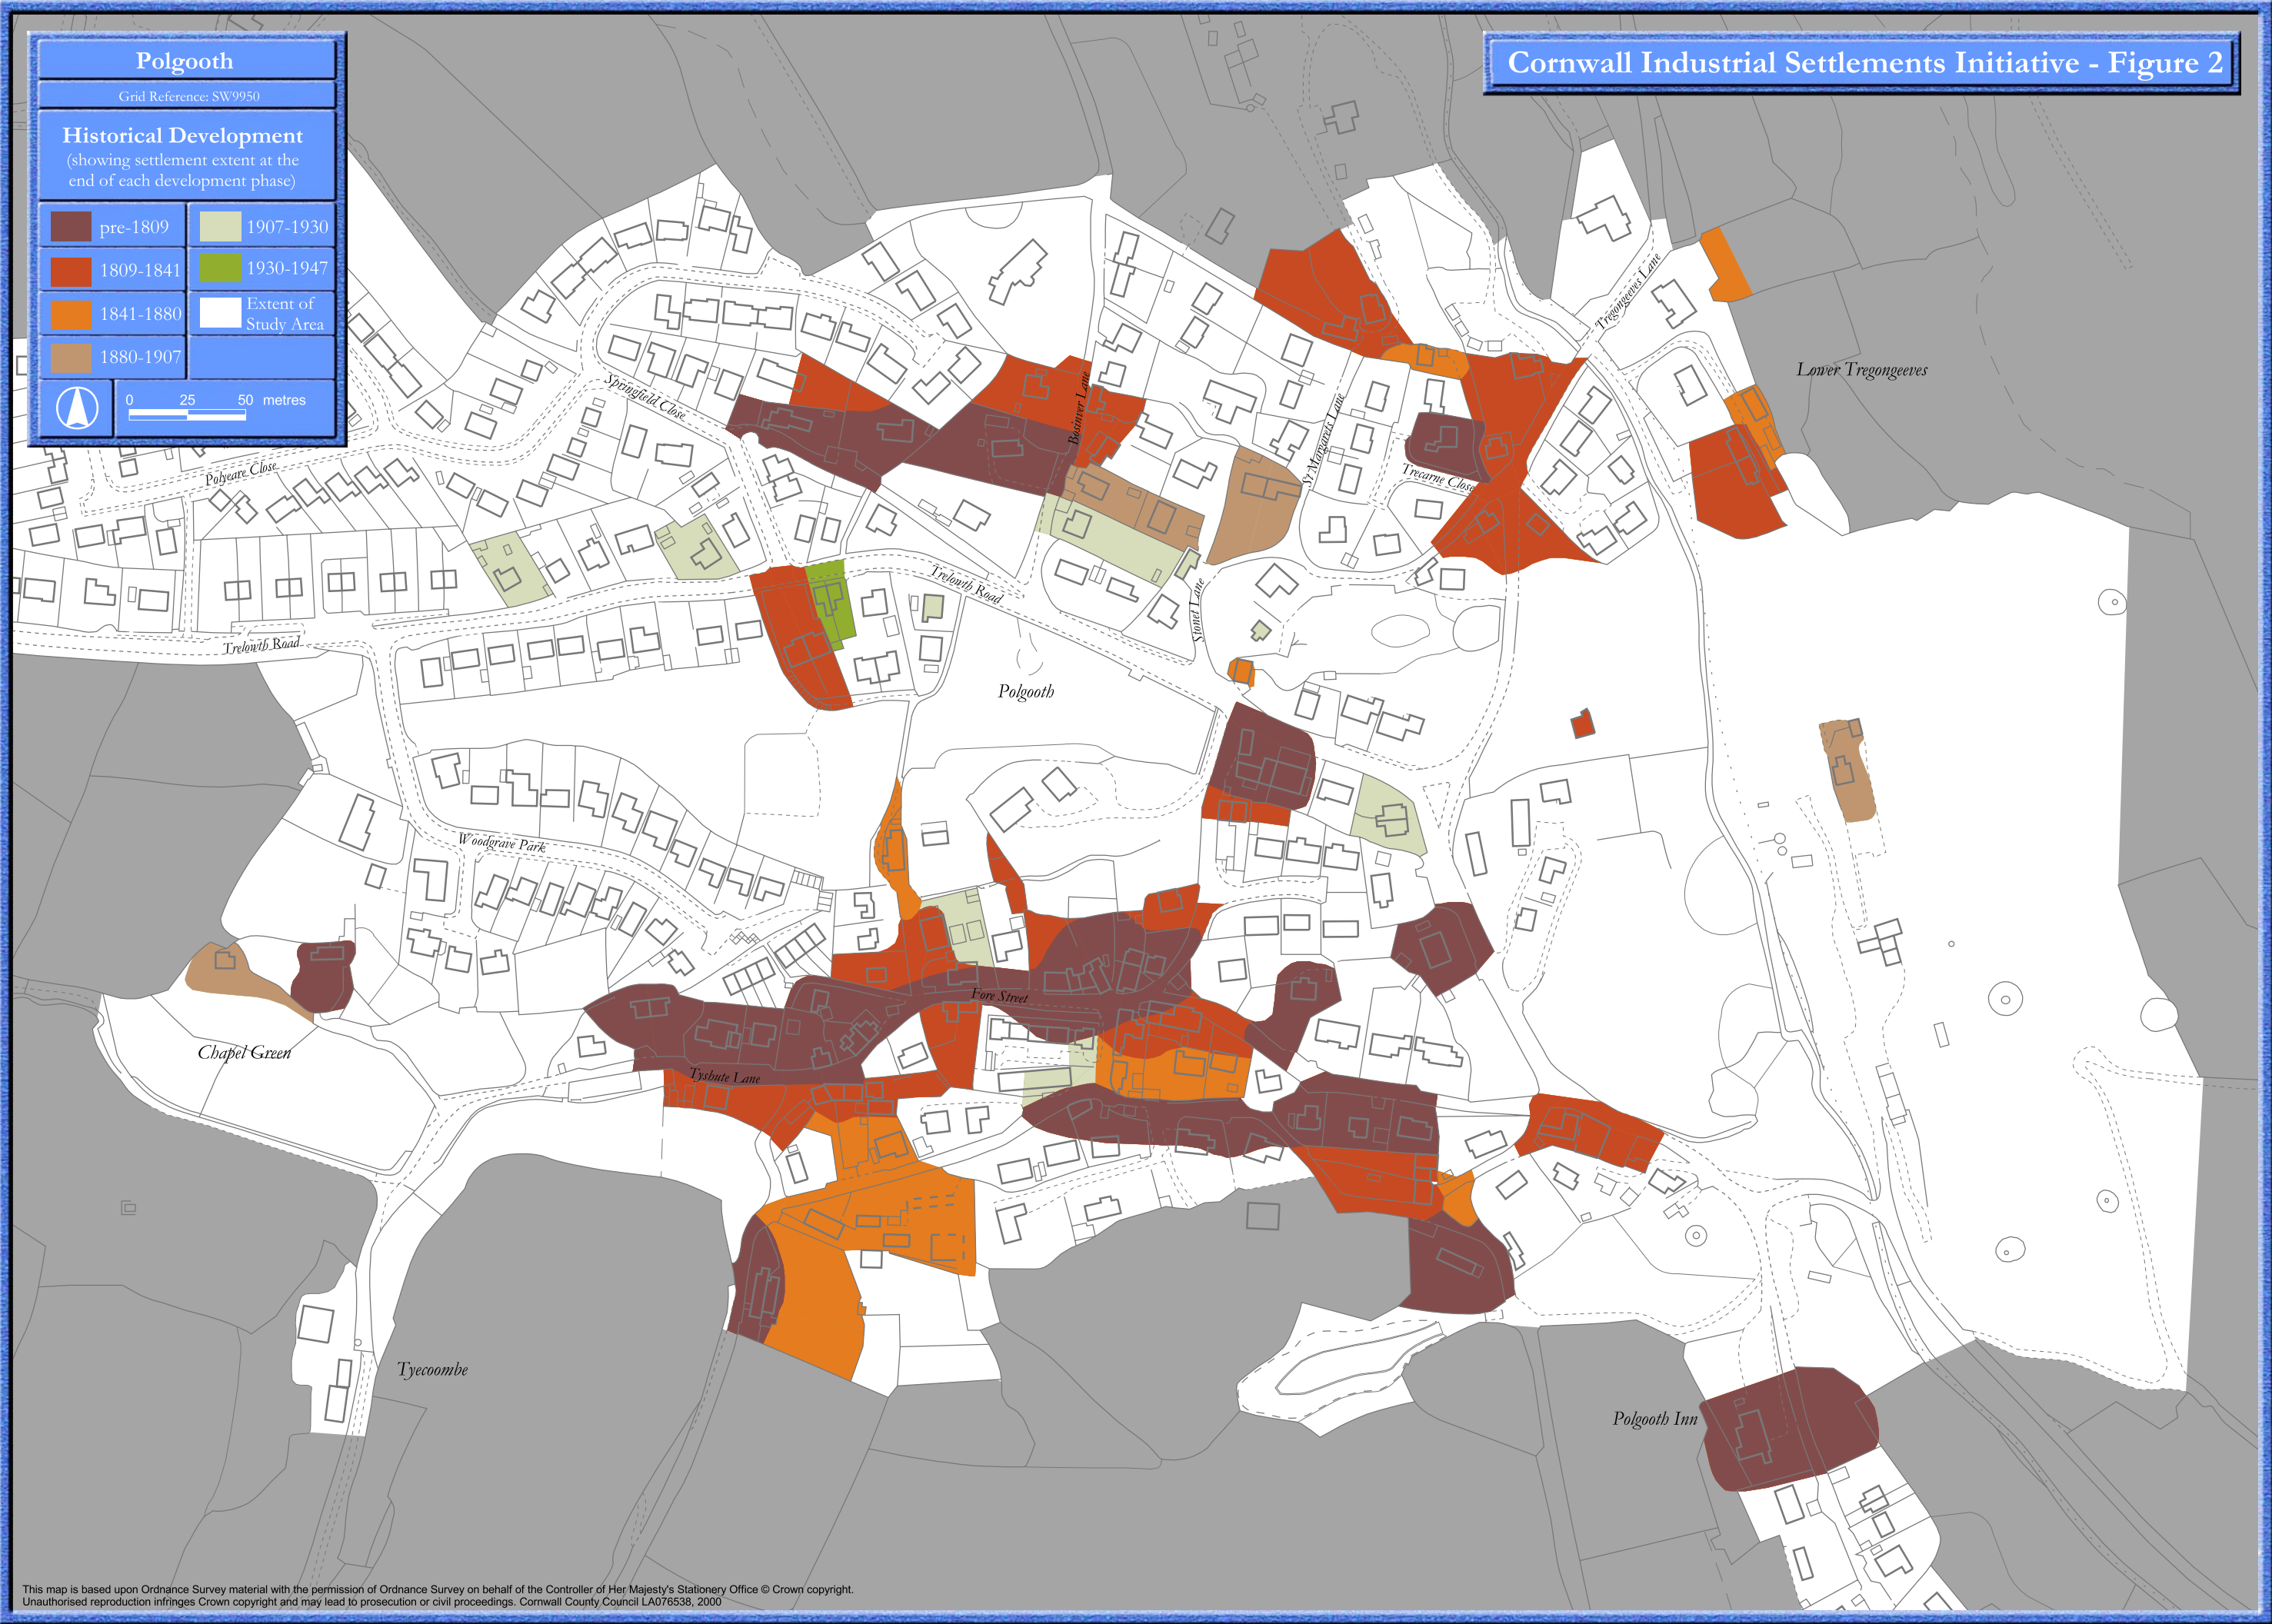 Polgooth
Grid Reference: SW9950
Historical Development
(showing settlement extent at the
end of each development phase)
pre-1809
1809-1841
1841-1880
1880-1907
1907-1930
1930-1947
Extent of
Study Area
0 25 50 metres
Cornwall Industrial Settlements Initiative - Figure 2
Tregongeeves Lane
Lower Tregongeeves
Springfield Close
Bosinver Lane
St Margarets Lane
Trecarne Close
Polyeare Close
Trelowth Road
Stoney Lane
Trelowth Road
Polgooth
Woodgrave Park
Fore Street
Chapel Green
Tyshute Lane
Tyecoombe
Polgooth Inn
This map is based upon Ordnance Survey material with the permission of Ordnance Survey on behalf of the Controller of Her Majesty's Stationery Office © Crown copyright.
Unauthorised reproduction infringes Crown copyright and may lead to prosecution or civil proceedings. Cornwall County Council LA076538, 2000